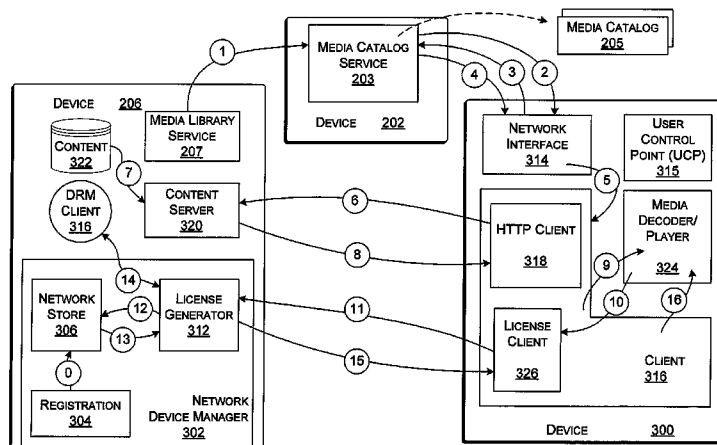 MEDIA CATALOG
205
1
MEDIA CATALOG
SERVICE
203
4
3
2
DEVICE 202
DEVICE 206
CONTENT
322
MEDIA LIBRARY
SERVICE
207
7
DRM
CLIENT
316
CONTENT
SERVER
320
6
8
14
NETWORK
STORE
306
12
13
LICENSE
GENERATOR
312
11
15
0
REGISTRATION
304
NETWORK
DEVICE MANAGER
302
NETWORK
INTERFACE
314
USER
CONTROL
POINT (UCP)
315
5
HTTP CLIENT
318
MEDIA
DECODER/
PLAYER
324
9
10
16
LICENSE
CLIENT
326
CLIENT
316
DEVICE 300